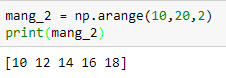 mang_2 = np.arange(10,20,2)
print(mang_2)
[10 12 14 16 18]